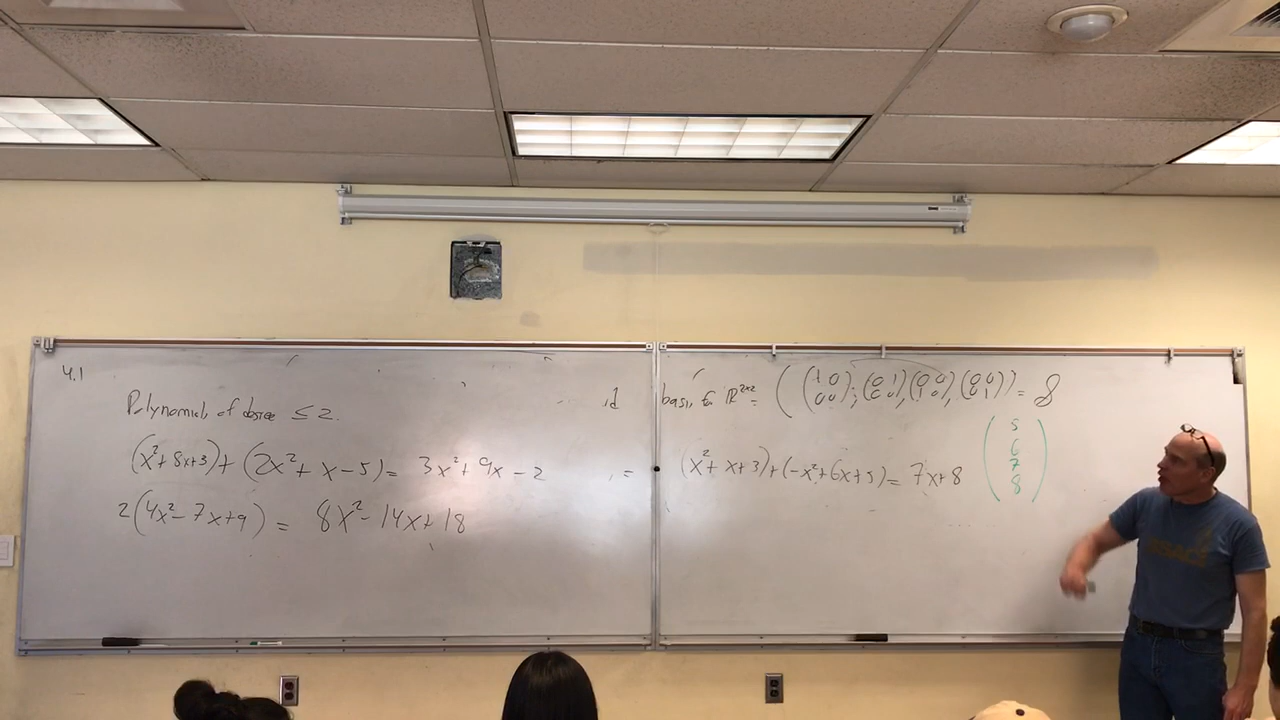 4.1
Polynomials of degree ≤ 2.
(x²+8x+3)+(2x²+x-5)= 3x²+9x-2
2(4x²-7x+9) = 8x²-14x+18
basis for ℝ²ˣ² = ((1 0 / 0 0), (0 1 / 0 0), (0 0 / 1 0), (0 0 / 0 1)) = 8
(x²+x+3)+(-x²+6x+5)= 7x+8
5
6
7
8